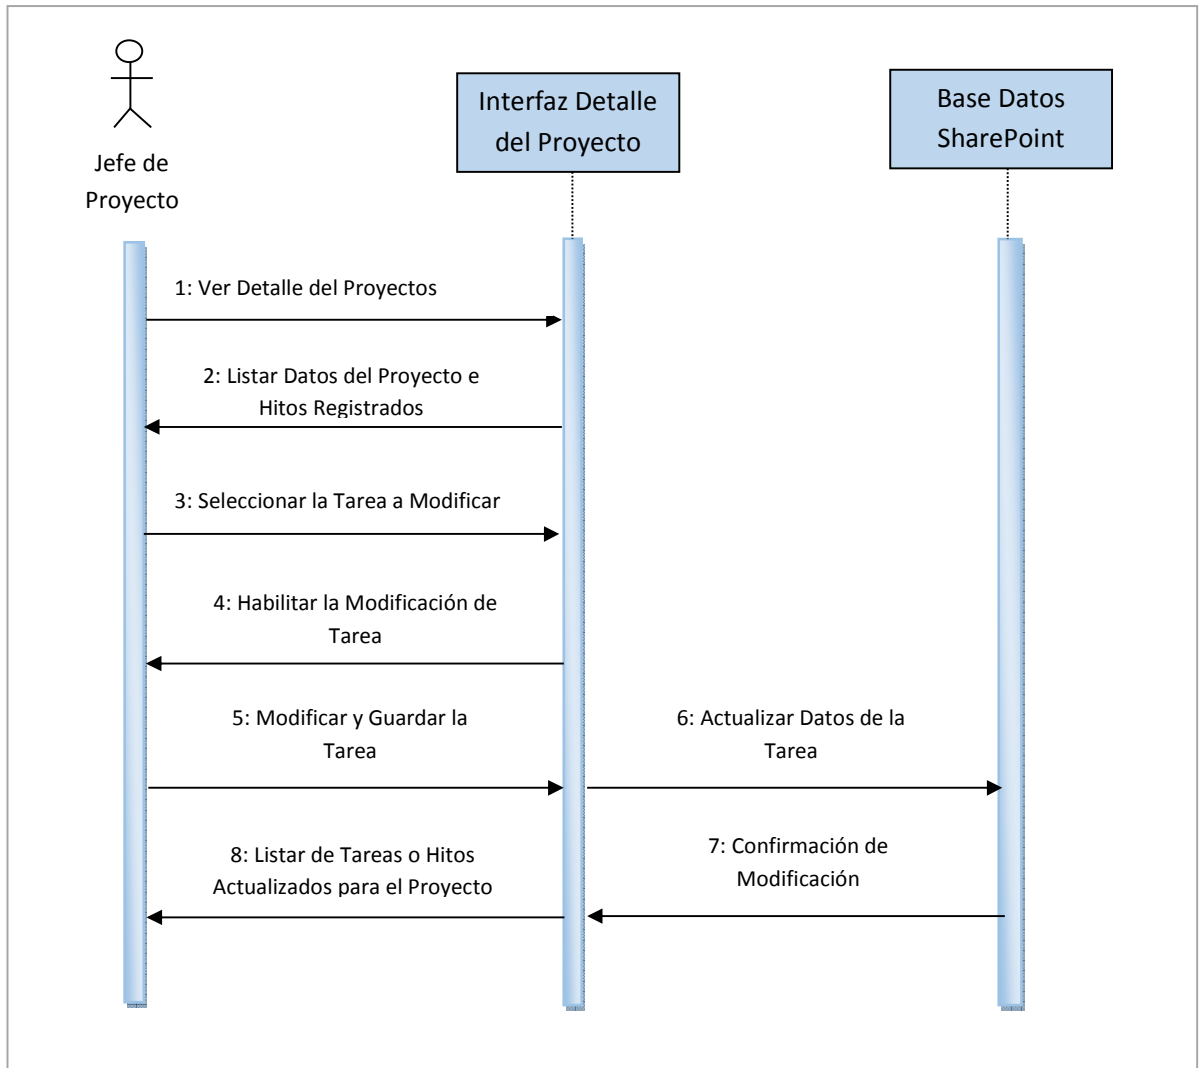 Jefe de
Proyecto
Interfaz Detalle
del Proyecto
Base Datos
SharePoint
1: Ver Detalle del Proyectos
2: Listar Datos del Proyecto e
Hitos Registrados
3: Seleccionar la Tarea a Modificar
4: Habilitar la Modificación de
Tarea
5: Modificar y Guardar la
Tarea
6: Actualizar Datos de la
Tarea
7: Confirmación de
Modificación
8: Listar de Tareas o Hitos
Actualizados para el Proyecto